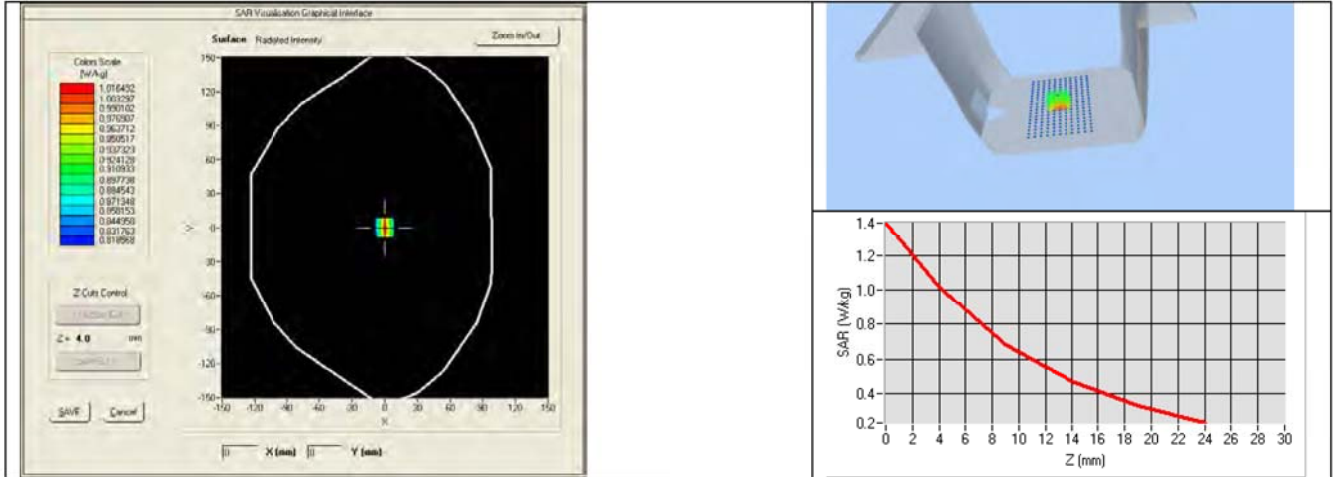 SAR Visualisation Graphical Interface
Surface Radiated Intensity
Zoom In/Out
Colors Scale
(W/kg)
1.016492
1.003297
0.990102
0.976907
0.963712
0.950517
0.937323
0.924128
0.910933
0.897738
0.884543
0.871348
0.858153
0.844958
0.831763
0.818568
Z Cuts Control
Z = 4.0 mm
SAVE Cancel
150-
120-
90-
60-
30-
0-
-30-
-60-
-90-
-120-
-150-
-150 -120 -90 -60 -30 0 30 60 90 120 150
X
Y
X (mm) Y (mm)
1.4-
1.2-
1.0-
0.8-
0.6-
0.4-
0.2-
SAR (W/kg)
0 2 4 6 8 10 12 14 16 18 20 22 24 26 28 30
Z (mm)